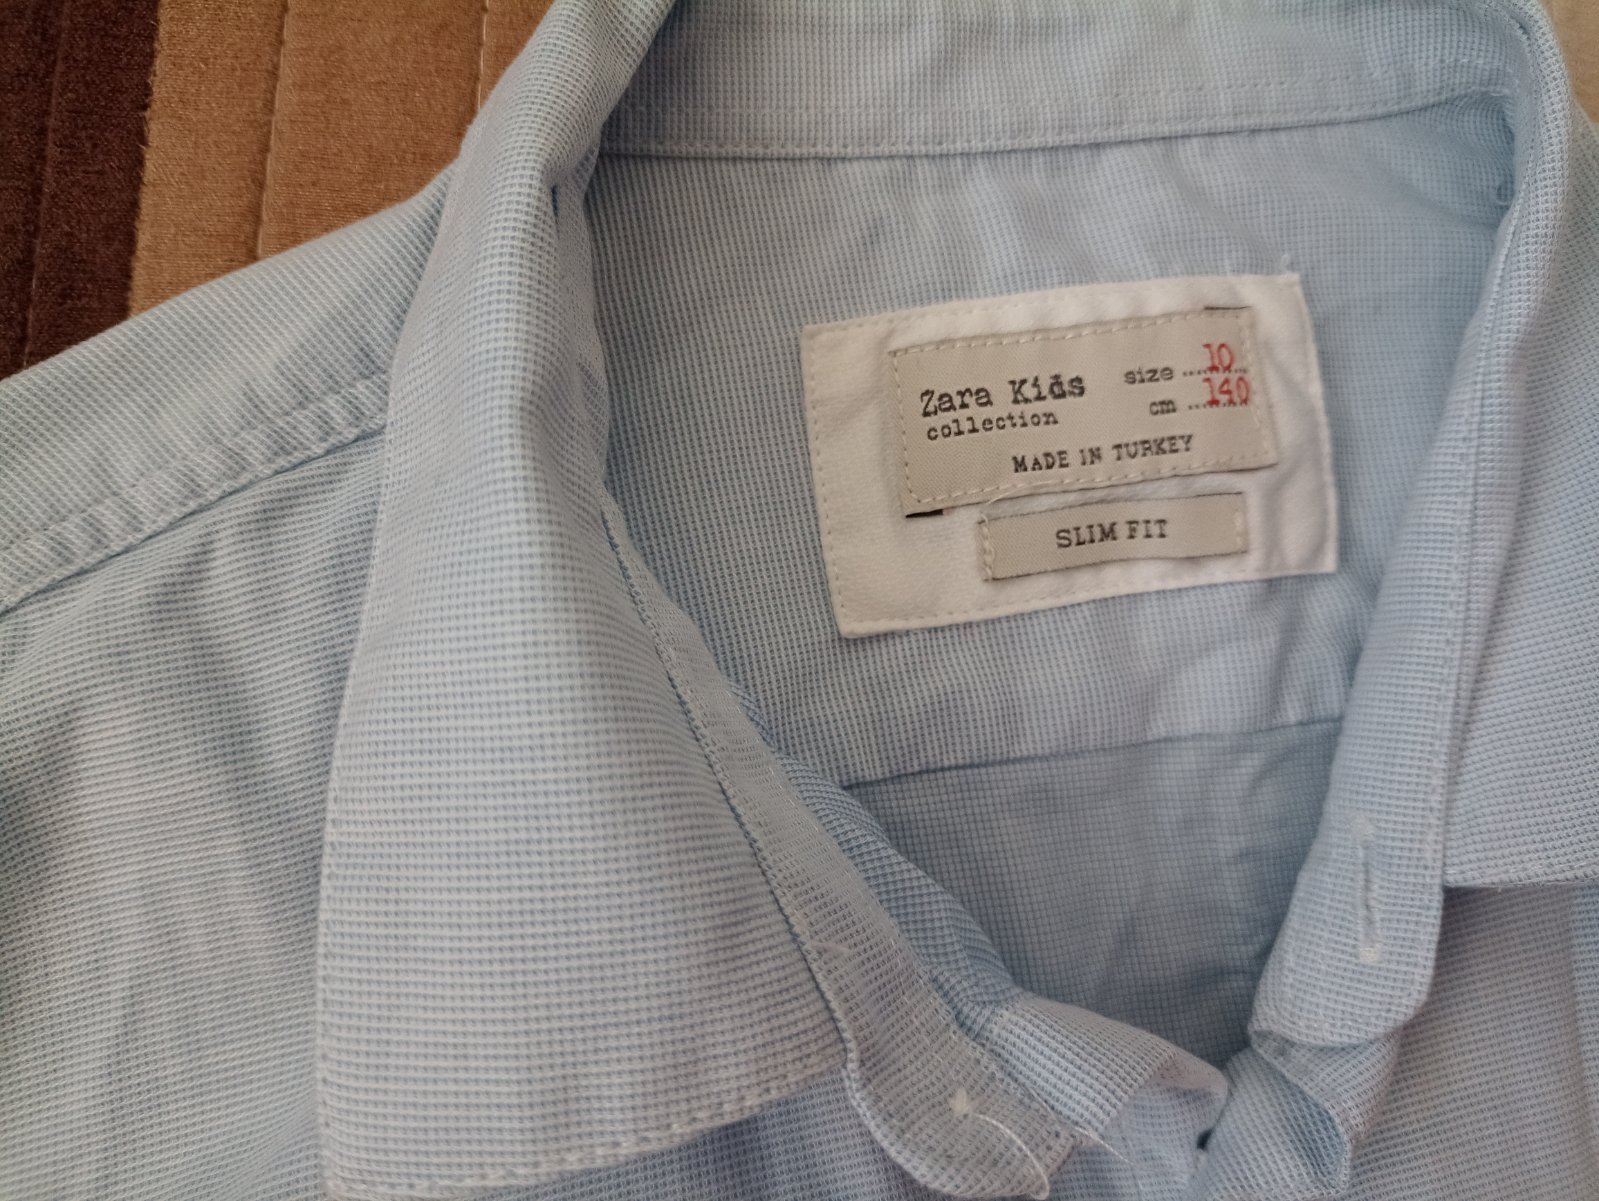 Zara Kids
collection
size ...... 10
cm ...... 140
MADE IN TURKEY
SLIM FIT